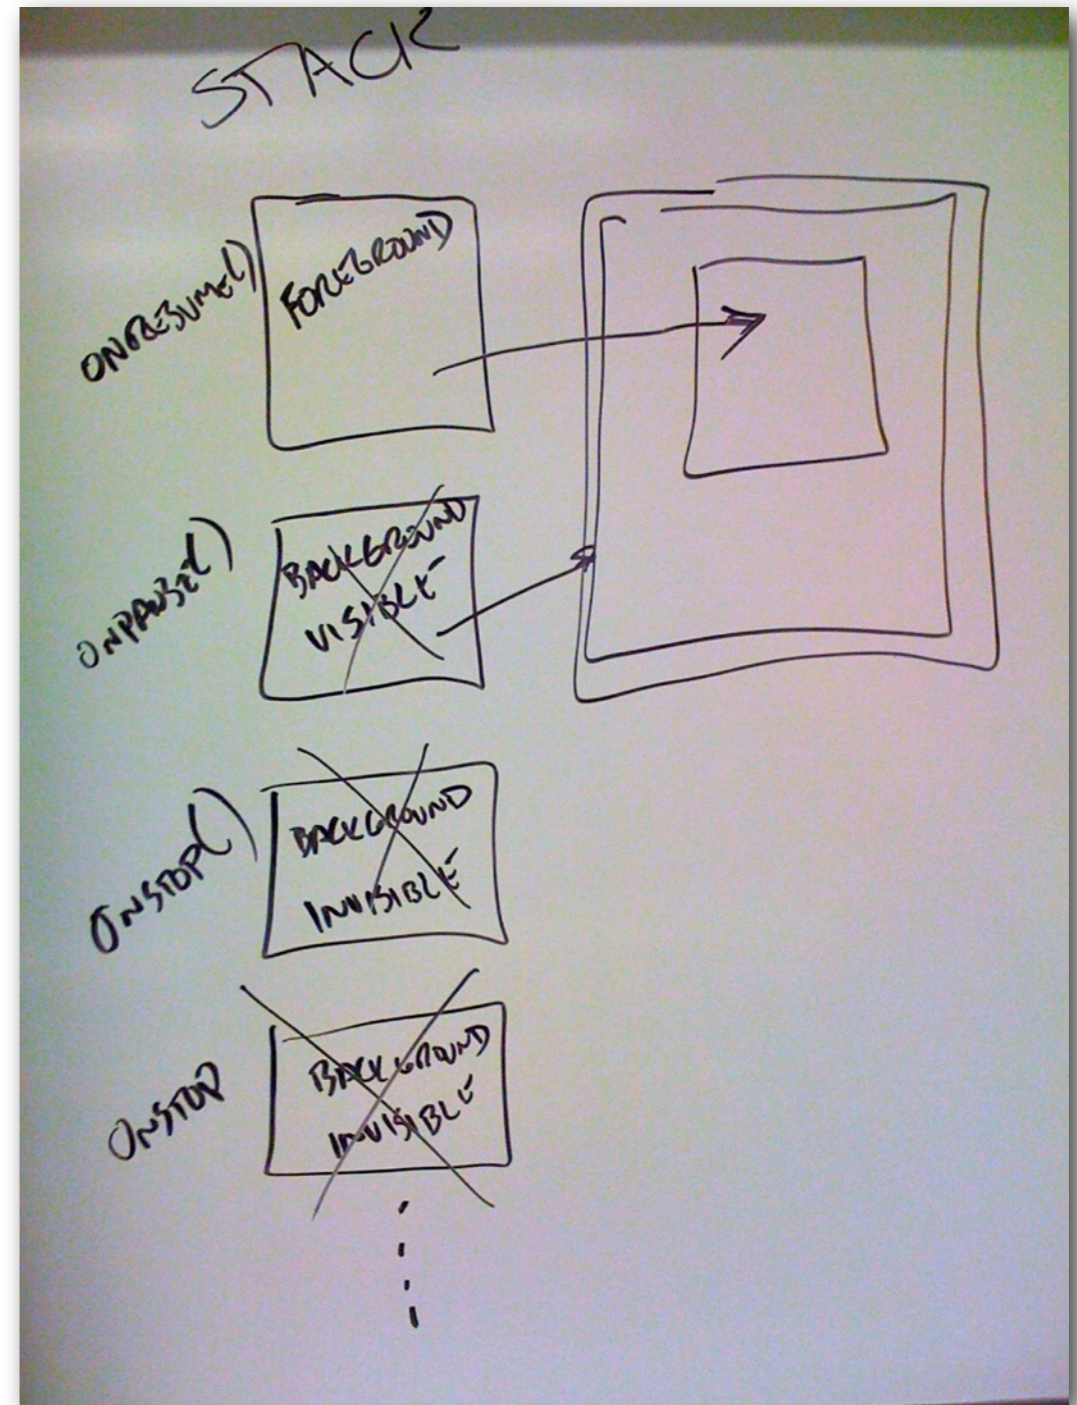 STACK
ONRESUME()
FOREGROUND
ONPAUSE()
BACKGROUND
VISIBLE
ONSTOP()
BACKGROUND
INVISIBLE
ONSTOP
BACKGROUND
INVISIBLE